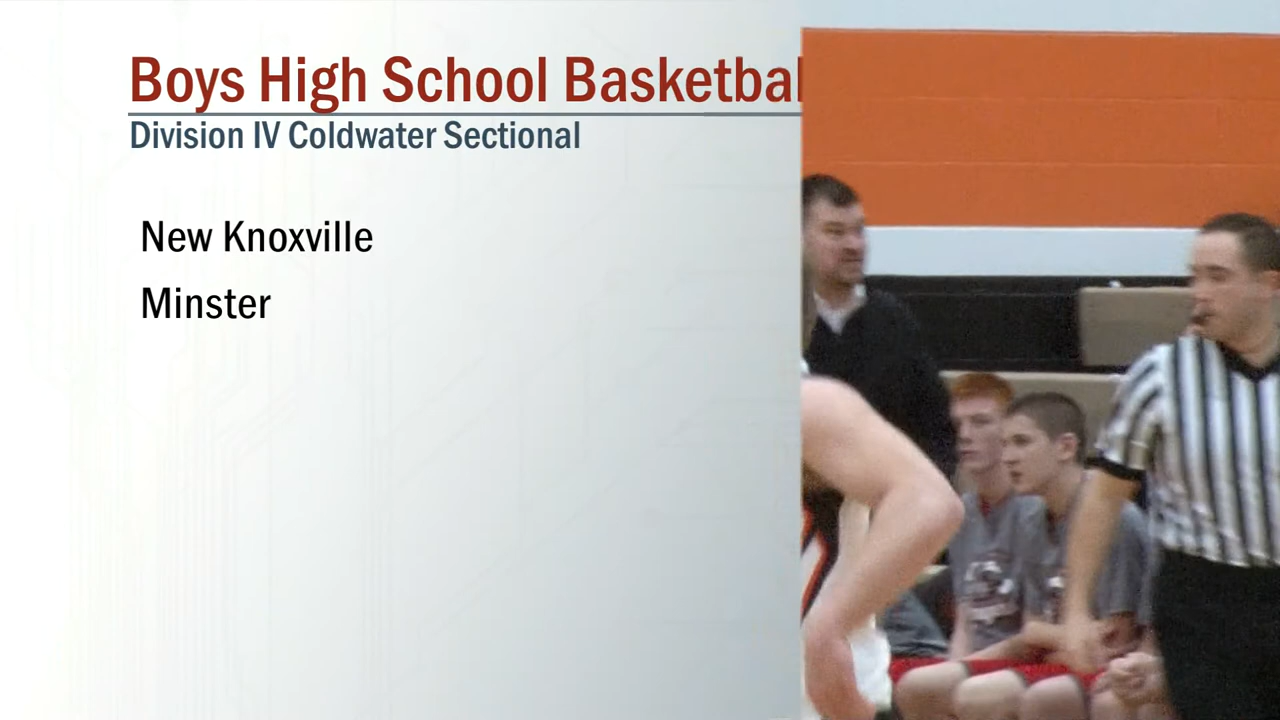 Boys High School Basketbal
Division IV Coldwater Sectional
New Knoxville
Minster